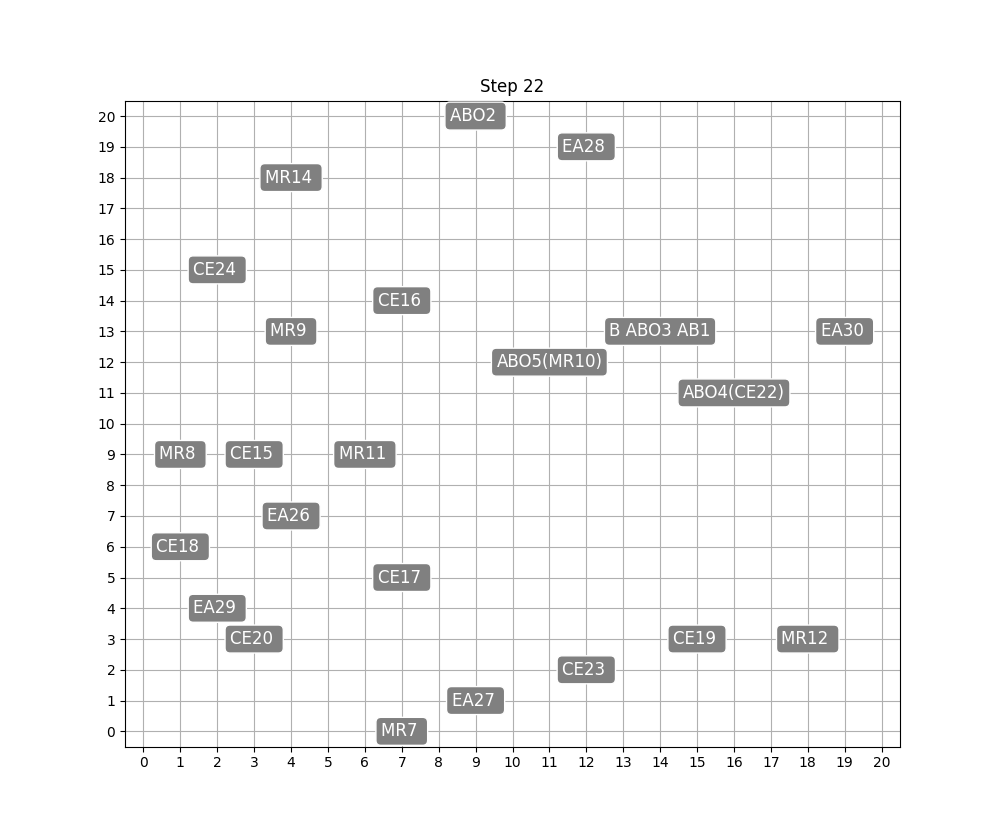 Step 22
20
ABO2
19
EA28
18
MR14
17
16
15
CE24
14
CE16
13
MR9
B ABO3 AB1
EA30
12
ABO5(MR10)
11
ABO4(CE22)
10
9
MR8
CE15
MR11
8
7
EA26
6
CE18
5
CE17
4
EA29
3
CE20
CE19
MR12
2
CE23
1
EA27
0
MR7
0 1 2 3 4 5 6 7 8 9 10 11 12 13 14 15 16 17 18 19 20